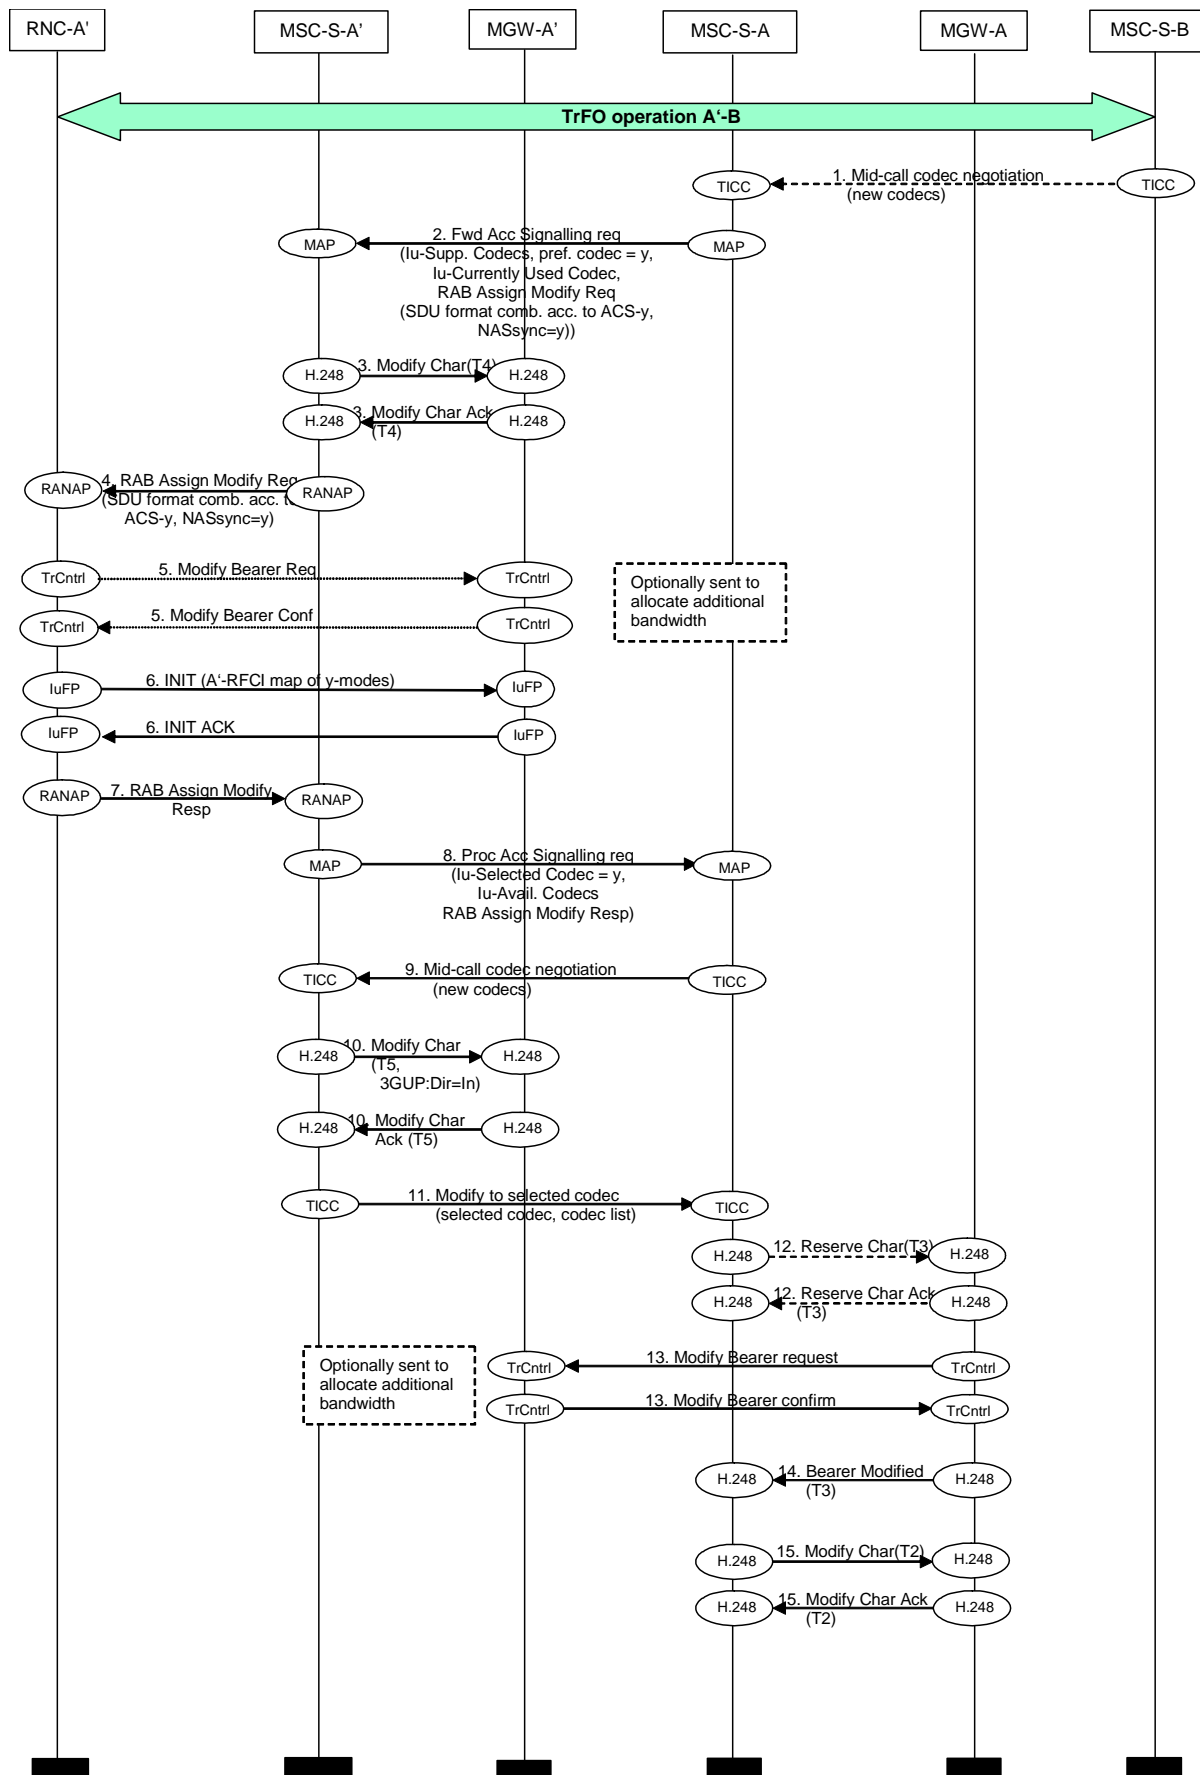 RNC-A'
MSC-S-A'
MGW-A'
MSC-S-A
MGW-A
MSC-S-B
TrFO operation A'-B
TICC
1. Mid-call codec negotiation
(new codecs)
TICC
MAP
2. Fwd Acc Signalling req
(Iu-Supp. Codecs, pref. codec = y,
Iu-Currently Used Codec,
RAB Assign Modify Req
(SDU format comb. acc. to ACS-y,
NASsync=y))
MAP
H.248
3. Modify Char(T4)
H.248
H.248
3. Modify Char Ack
(T4)
H.248
RANAP
4. RAB Assign Modify Req
(SDU format comb. acc. to
ACS-y, NASsync=y)
RANAP
TrCntrl
5. Modify Bearer Req
TrCntrl
TrCntrl
5. Modify Bearer Conf
TrCntrl
Optionally sent to
allocate additional
bandwidth
IuFP
6. INIT (A'-RFCI map of y-modes)
IuFP
IuFP
6. INIT ACK
IuFP
RANAP
7. RAB Assign Modify
Resp
RANAP
MAP
8. Proc Acc Signalling req
(Iu-Selected Codec = y,
Iu-Avail. Codecs
RAB Assign Modify Resp)
MAP
TICC
9. Mid-call codec negotiation
(new codecs)
TICC
H.248
10. Modify Char
(T5,
3GUP:Dir=In)
H.248
H.248
10. Modify Char
Ack (T5)
H.248
TICC
11. Modify to selected codec
(selected codec, codec list)
TICC
H.248
12. Reserve Char(T3)
H.248
H.248
12. Reserve Char Ack
(T3)
H.248
Optionally sent to
allocate additional
bandwidth
TrCntrl
13. Modify Bearer request
TrCntrl
TrCntrl
13. Modify Bearer confirm
TrCntrl
H.248
14. Bearer Modified
(T3)
H.248
H.248
15. Modify Char(T2)
H.248
H.248
15. Modify Char Ack
(T2)
H.248